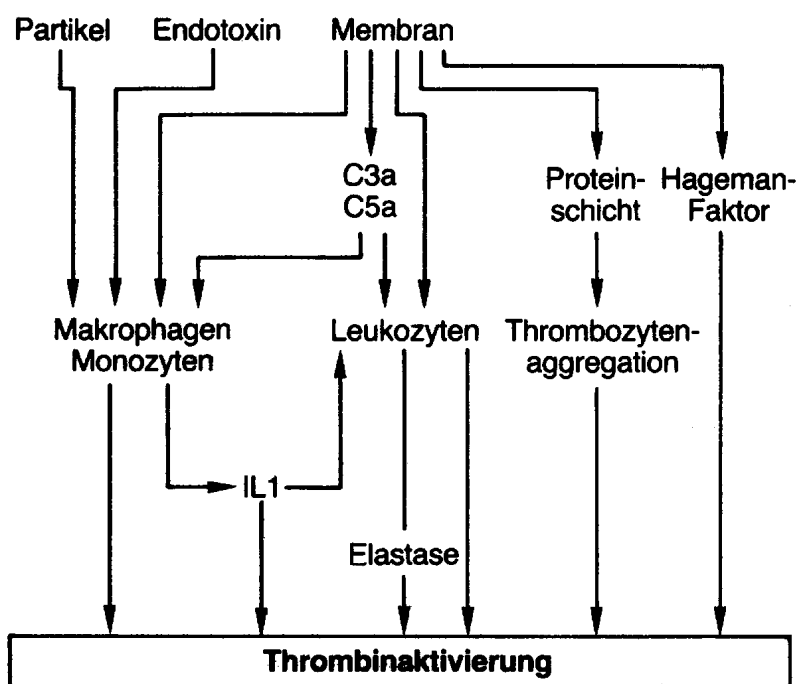 Partikel Endotoxin Membran
C3a
C5a
Protein-
schicht
Hageman-
Faktor
Makrophagen
Monozyten
Leukozyten
Thrombozyten-
aggregation
IL1
Elastase
Thrombinaktivierung